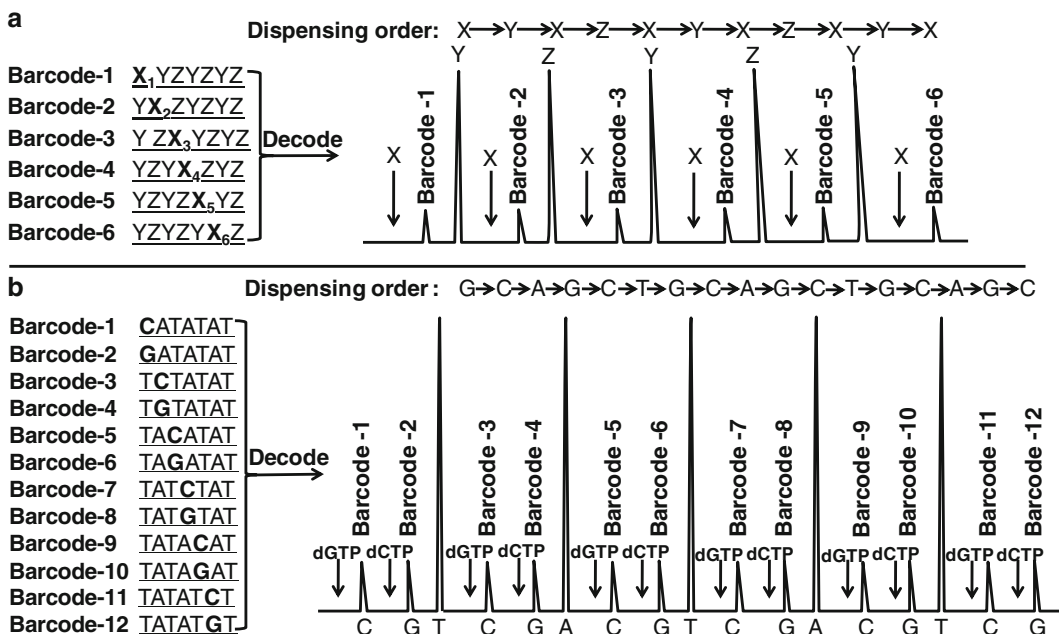 a
Dispensing order: X→Y→X→Z→X→Y→X→Z→X→Y→X
Y Z Y Z Y
Barcode-1 X₁YZYZYZ
Barcode-2 YX₂ZYZYZ
Barcode-3 Y ZX₃YZYZ
Barcode-4 YZYX₄ZYZ
Barcode-5 YZYZX₅YZ
Barcode-6 YZYZYX₆Z
Decode
X Barcode -1 X Barcode -2 X Barcode -3 X Barcode -4 X Barcode -5 X Barcode -6
b
Dispensing order: G→C→A→G→C→T→G→C→A→G→C→T→G→C→A→G→C
Barcode-1 CATATAT
Barcode-2 GATATAT
Barcode-3 TCTATAT
Barcode-4 TGTATAT
Barcode-5 TACATAT
Barcode-6 TAGATAT
Barcode-7 TATCTAT
Barcode-8 TATGTAT
Barcode-9 TATACAT
Barcode-10 TATAGAT
Barcode-11 TATATCT
Barcode-12 TATATGT
Decode
Barcode -1 Barcode -2 Barcode -3 Barcode -4 Barcode -5 Barcode -6 Barcode -7 Barcode -8 Barcode -9 Barcode -10 Barcode -11 Barcode -12
dGTP dCTP dGTP dCTP dGTP dCTP dGTP dCTP dGTP dCTP dGTP dCTP
C G T C G A C G T C G A C G T C G